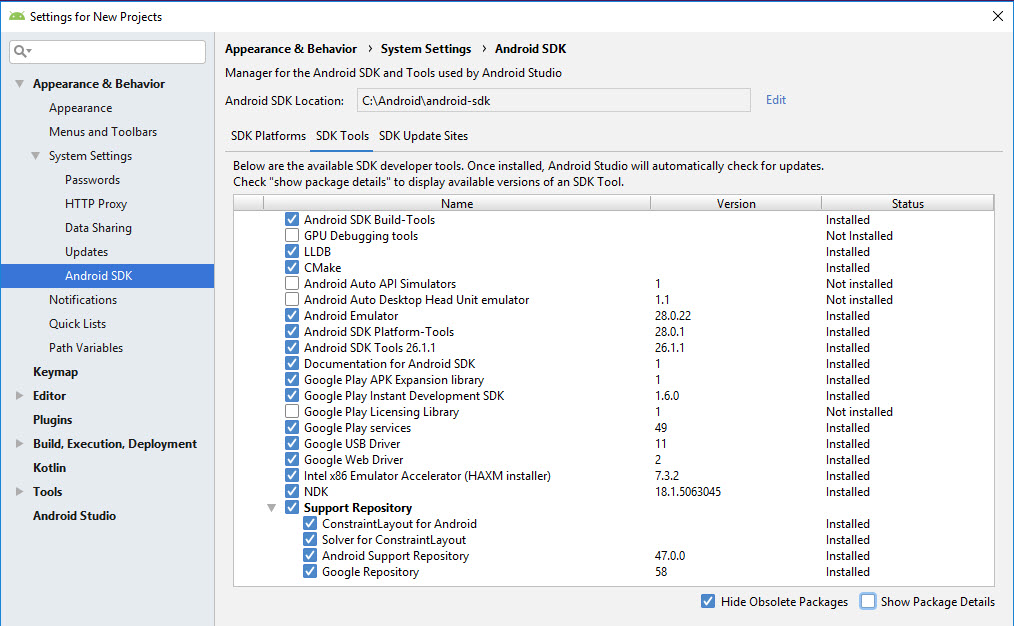 Settings for New Projects
Appearance & Behavior
Appearance
Menus and Toolbars
System Settings
Passwords
HTTP Proxy
Data Sharing
Updates
Android SDK
Notifications
Quick Lists
Path Variables
Keymap
Editor
Plugins
Build, Execution, Deployment
Kotlin
Tools
Android Studio
Appearance & Behavior › System Settings › Android SDK
Manager for the Android SDK and Tools used by Android Studio
Android SDK Location: C:\Android\android-sdk Edit
SDK Platforms SDK Tools SDK Update Sites
Below are the available SDK developer tools. Once installed, Android Studio will automatically check for updates.
Check "show package details" to display available versions of an SDK Tool.
Name Version Status
Android SDK Build-Tools Installed
GPU Debugging tools Not Installed
LLDB Installed
CMake Installed
Android Auto API Simulators 1 Not installed
Android Auto Desktop Head Unit emulator 1.1 Not installed
Android Emulator 28.0.22 Installed
Android SDK Platform-Tools 28.0.1 Installed
Android SDK Tools 26.1.1 26.1.1 Installed
Documentation for Android SDK 1 Installed
Google Play APK Expansion library 1 Installed
Google Play Instant Development SDK 1.6.0 Installed
Google Play Licensing Library 1 Not installed
Google Play services 49 Installed
Google USB Driver 11 Installed
Google Web Driver 2 Installed
Intel x86 Emulator Accelerator (HAXM installer) 7.3.2 Installed
NDK 18.1.5063045 Installed
Support Repository
ConstraintLayout for Android Installed
Solver for ConstraintLayout Installed
Android Support Repository 47.0.0 Installed
Google Repository 58 Installed
Hide Obsolete Packages Show Package Details